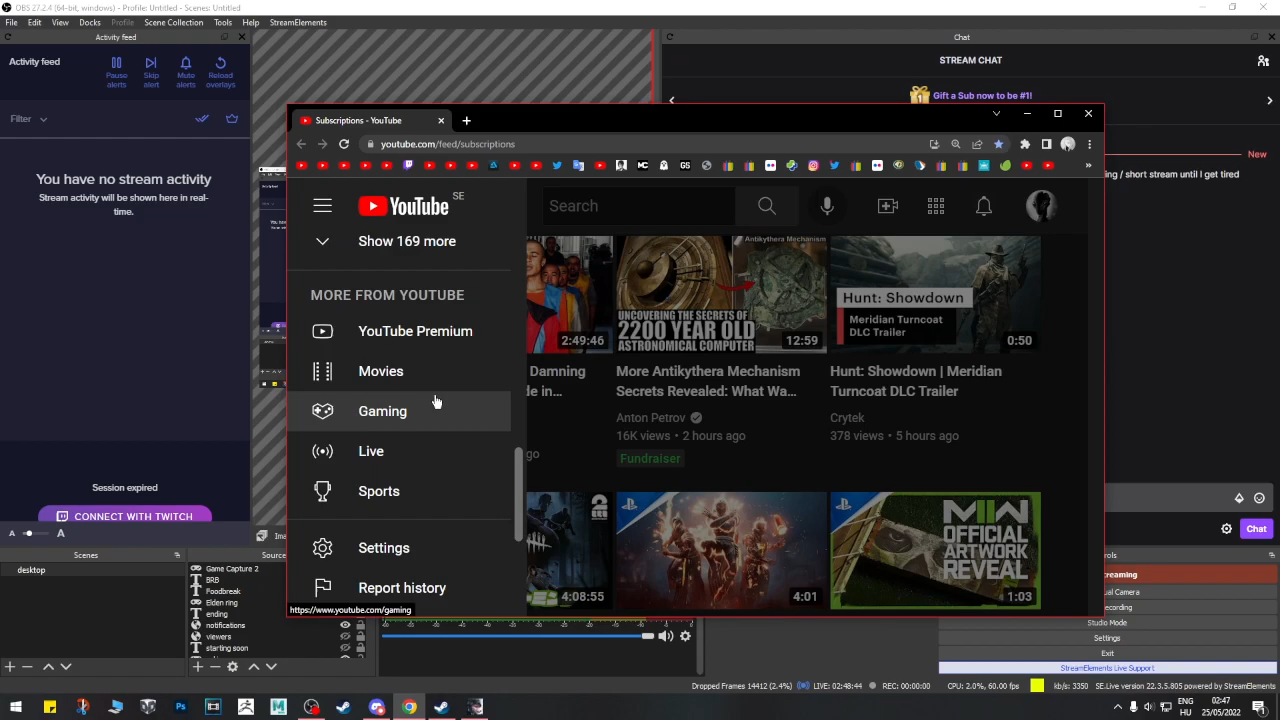 OBS 27.2.4 (64-bit, windows) - Profile: Untitled - Scenes: Untitled
File Edit View Docks Profile Scene Collection Tools Help StreamElements
Activity feed
Chat
Activity feed
Pause alerts
Skip alert
Mute alerts
Reload overlays
Filter
You have no stream activity
Stream activity will be shown here in real-time.
Session expired
CONNECT WITH TWITCH
A A
STREAM CHAT
Gift a Sub now to be #1!
New
ing / short stream until I get tired
Chat
Subscriptions - YouTube
youtube.com/feed/subscriptions
YouTube SE
Search
Show 169 more
MORE FROM YOUTUBE
YouTube Premium
Movies
Gaming
Live
Sports
Settings
Report history
https://www.youtube.com/gaming
2:49:46
Damning
de in...
go
Antikythera Mechanism
UNCOVERING THE SECRETS OF
2200 YEAR OLD
ASTRONOMICAL COMPUTER
12:59
More Antikythera Mechanism
Secrets Revealed: What Wa...
Anton Petrov
16K views • 2 hours ago
Fundraiser
Hunt: Showdown
Meridian Turncoat
DLC Trailer
0:50
Hunt: Showdown | Meridian
Turncoat DLC Trailer
Crytek
378 views • 5 hours ago
4:08:55
4:01
MWII
OFFICIAL
ARTWORK
REVEAL
1:03
Scenes
desktop
Sourc
Game Capture 2
BRB
Foodbreak
Elden ring
ending
notifications
viewers
starting soon
Ima
rols
treaming
ual Camera
ecording
Studio Mode
Settings
Exit
StreamElements Live Support
Dropped Frames 14412 (2.4%) LIVE: 02:48:44 REC: 00:00:00 CPU: 2.0%, 60.00 fps kb/s: 3350 SE.Live version 22.3.5.805 powered by StreamElements
ENG
HU
02:47
25/05/2022